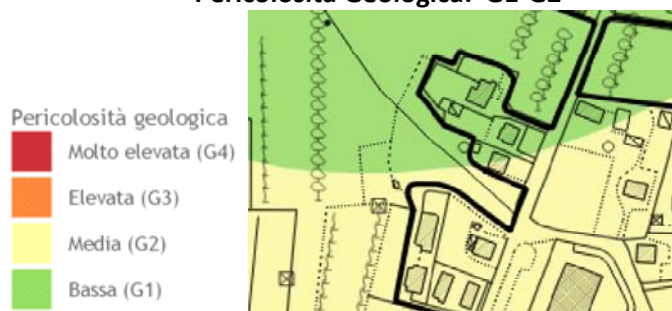 Pericolosità Geologica: G1-G2
Pericolosità geologica
Molto elevata (G4)
Elevata (G3)
Media (G2)
Bassa (G1)